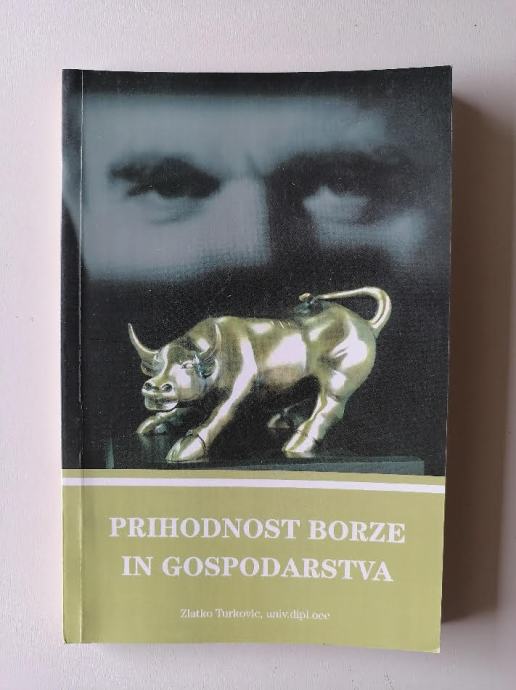 PRIHODNOST BORZE
IN GOSPODARSTVA
Zlatko Turkovic, univ.dipl.oec